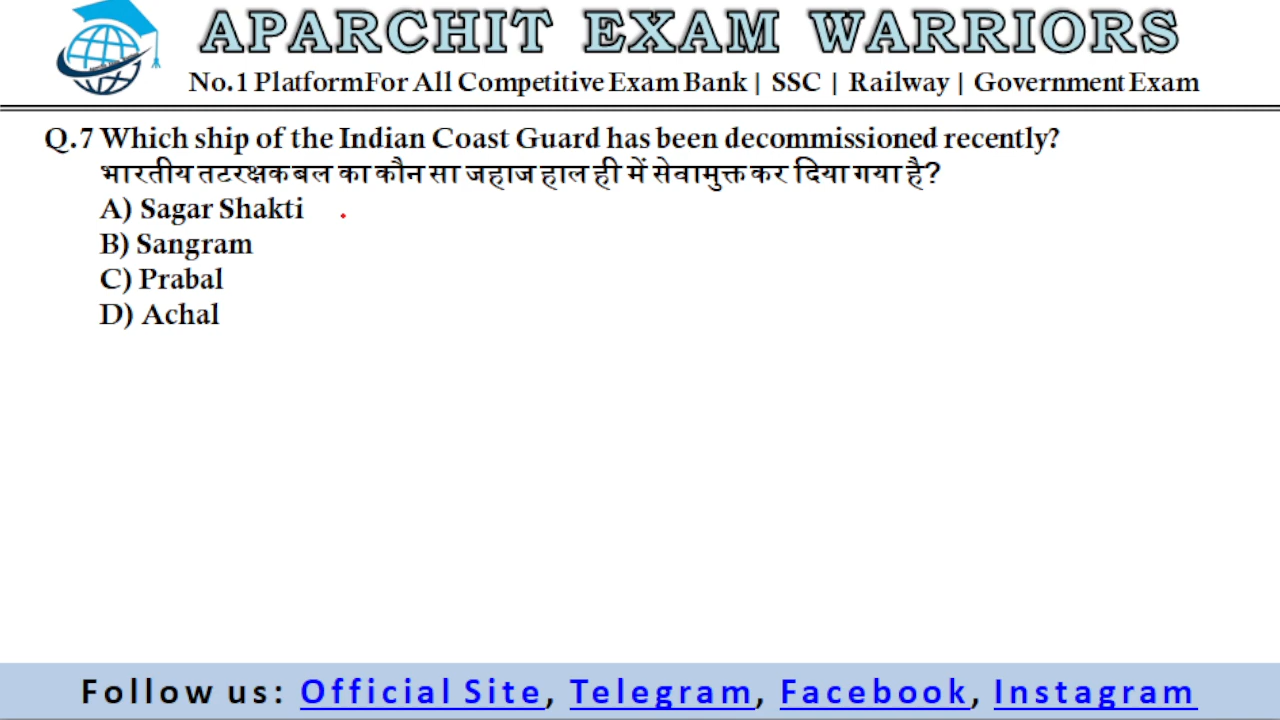 APARCHIT EXAM WARRIORS
No.1 PlatformFor All Competitive Exam Bank | SSC | Railway | Government Exam
Q.7 Which ship of the Indian Coast Guard has been decommissioned recently?
भारतीय तटरक्षक बल का कौन सा जहाज हाल ही में सेवामुक्त कर दिया गया है?
A) Sagar Shakti
B) Sangram
C) Prabal
D) Achal
Follow us: Official Site, Telegram, Facebook, Instagram